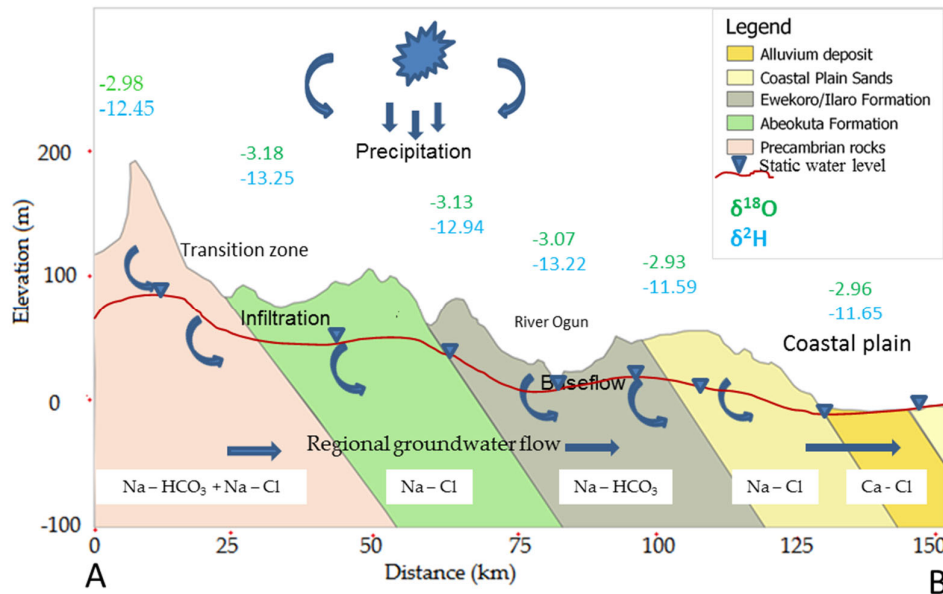 Legend
Alluvium deposit
Coastal Plain Sands
Ewekoro/Ilaro Formation
Abeokuta Formation
Precambrian rocks
Static water level
δ¹⁸O
δ²H
-2.98
-12.45
-3.18
-13.25
Precipitation
-3.13
-12.94
-3.07
-13.22
-2.93
-11.59
-2.96
-11.65
Transition zone
River Ogun
Coastal plain
Infiltration
Baseflow
Regional groundwater flow
Na – HCO₃ + Na – Cl
Na – Cl
Na – HCO₃
Na – Cl
Ca - Cl
Elevation (m)
200
100
0
-100
0
25
50
75
100
125
150
A
Distance (km)
B